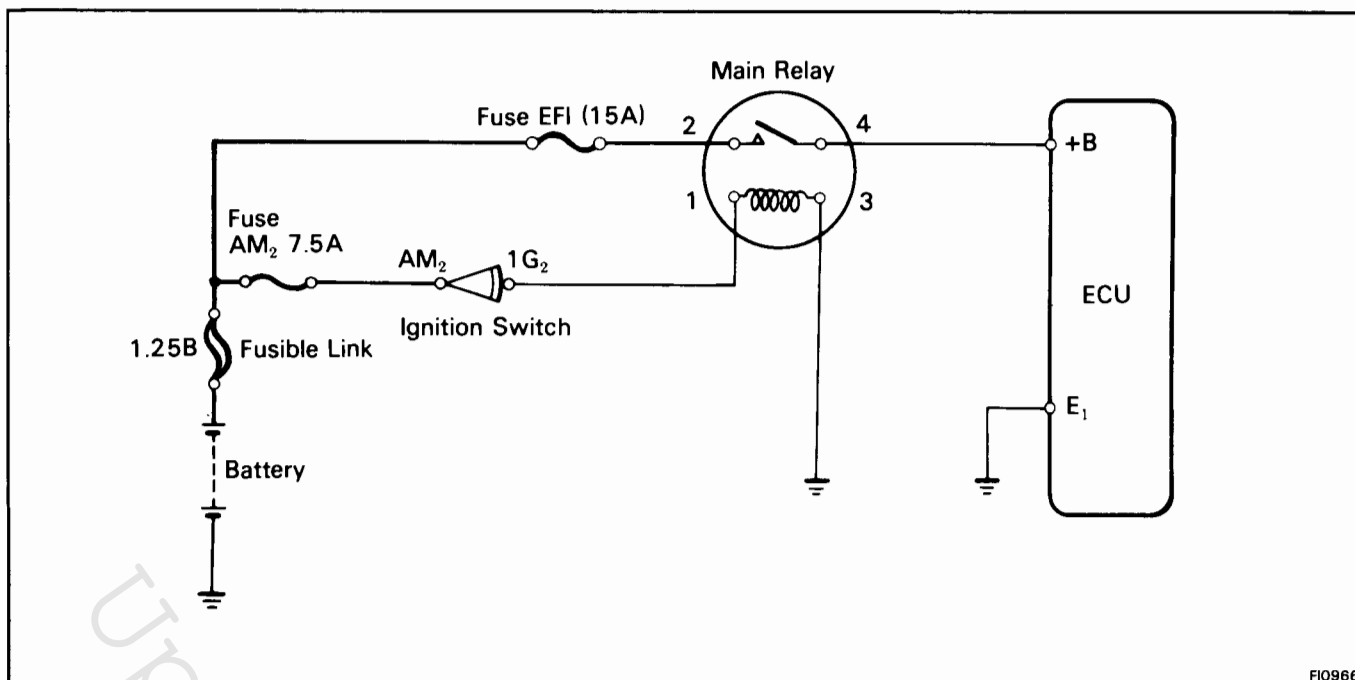 Main Relay
Fuse EFI (15A)
2
4
+B
1
3
Fuse
AM₂ 7.5A
AM₂
1G₂
Ignition Switch
ECU
1.25B
Fusible Link
E₁
Battery
FI0966